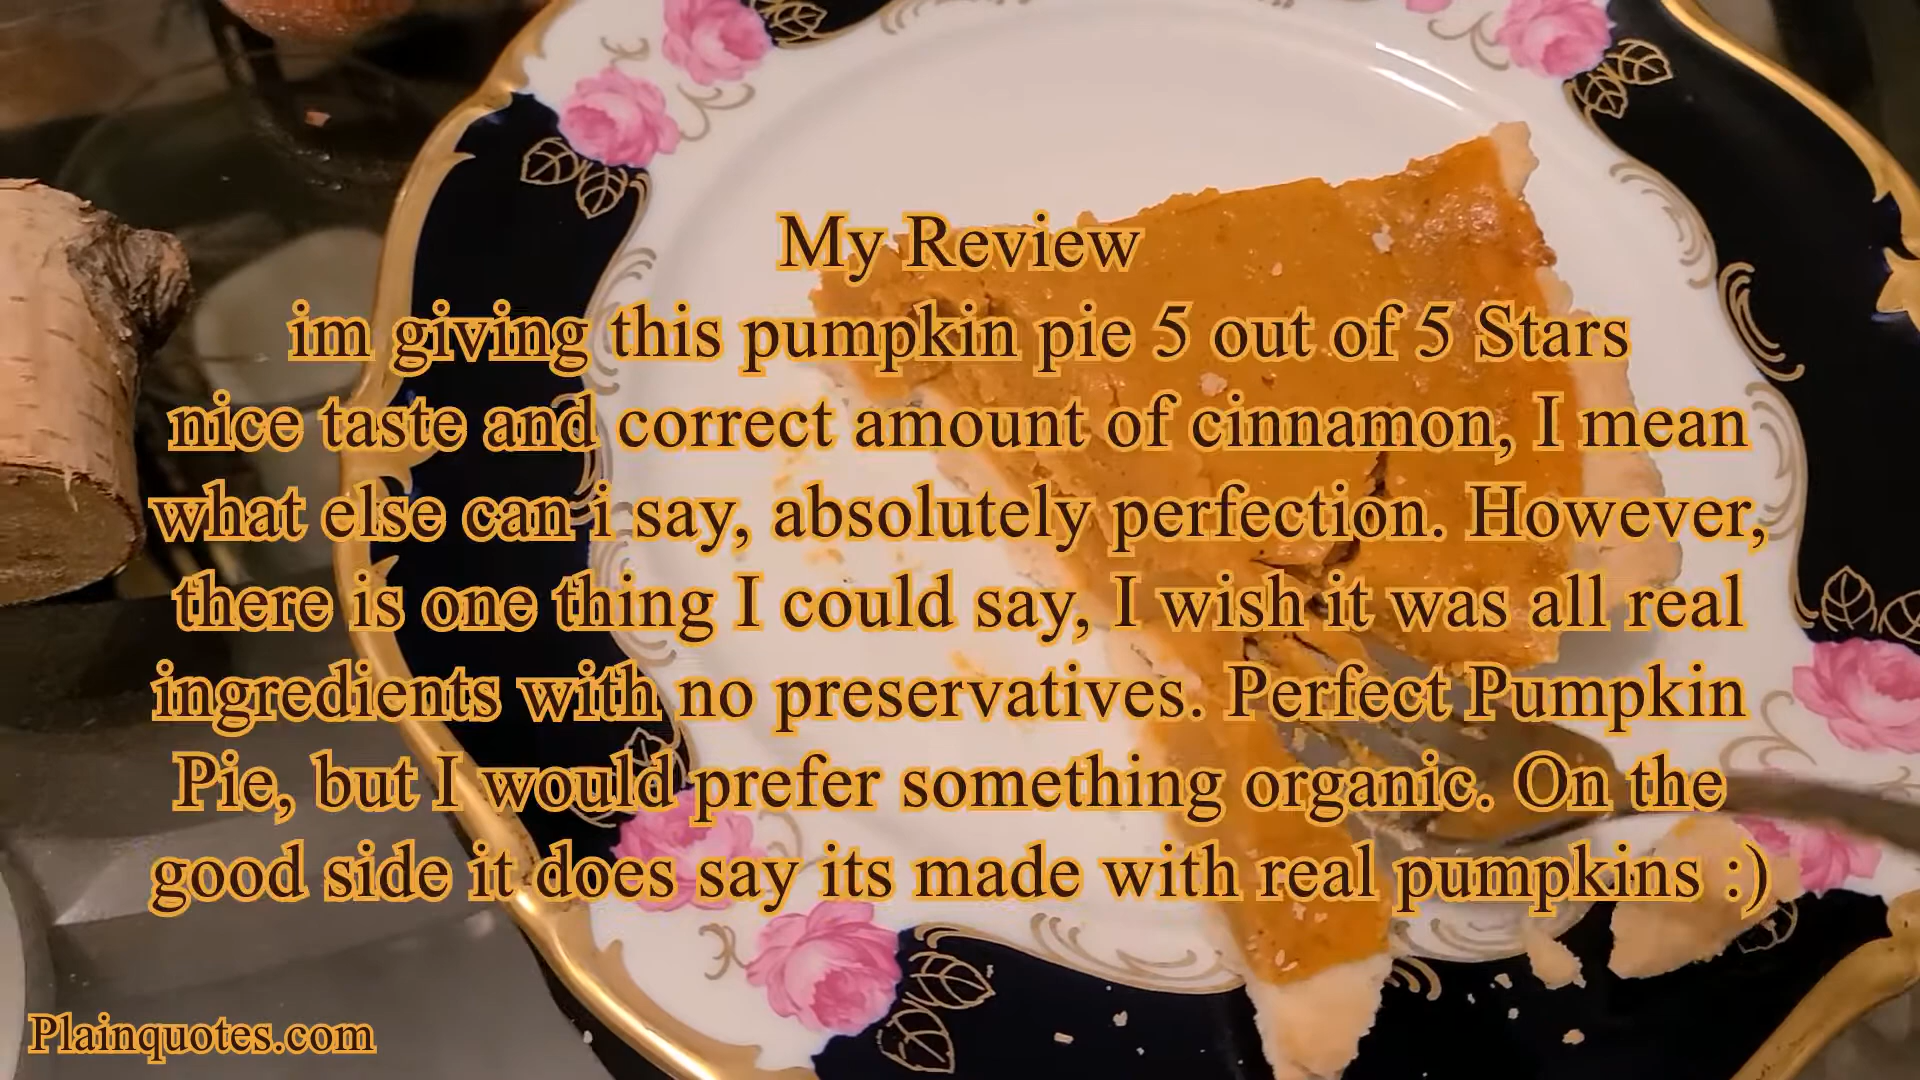 My Review
im giving this pumpkin pie 5 out of 5 Stars
nice taste and correct amount of cinnamon, I mean
what else can i say, absolutely perfection. However,
there is one thing I could say, I wish it was all real
ingredients with no preservatives. Perfect Pumpkin
Pie, but I would prefer something organic. On the
good side it does say its made with real pumpkins :)
Plainquotes.com